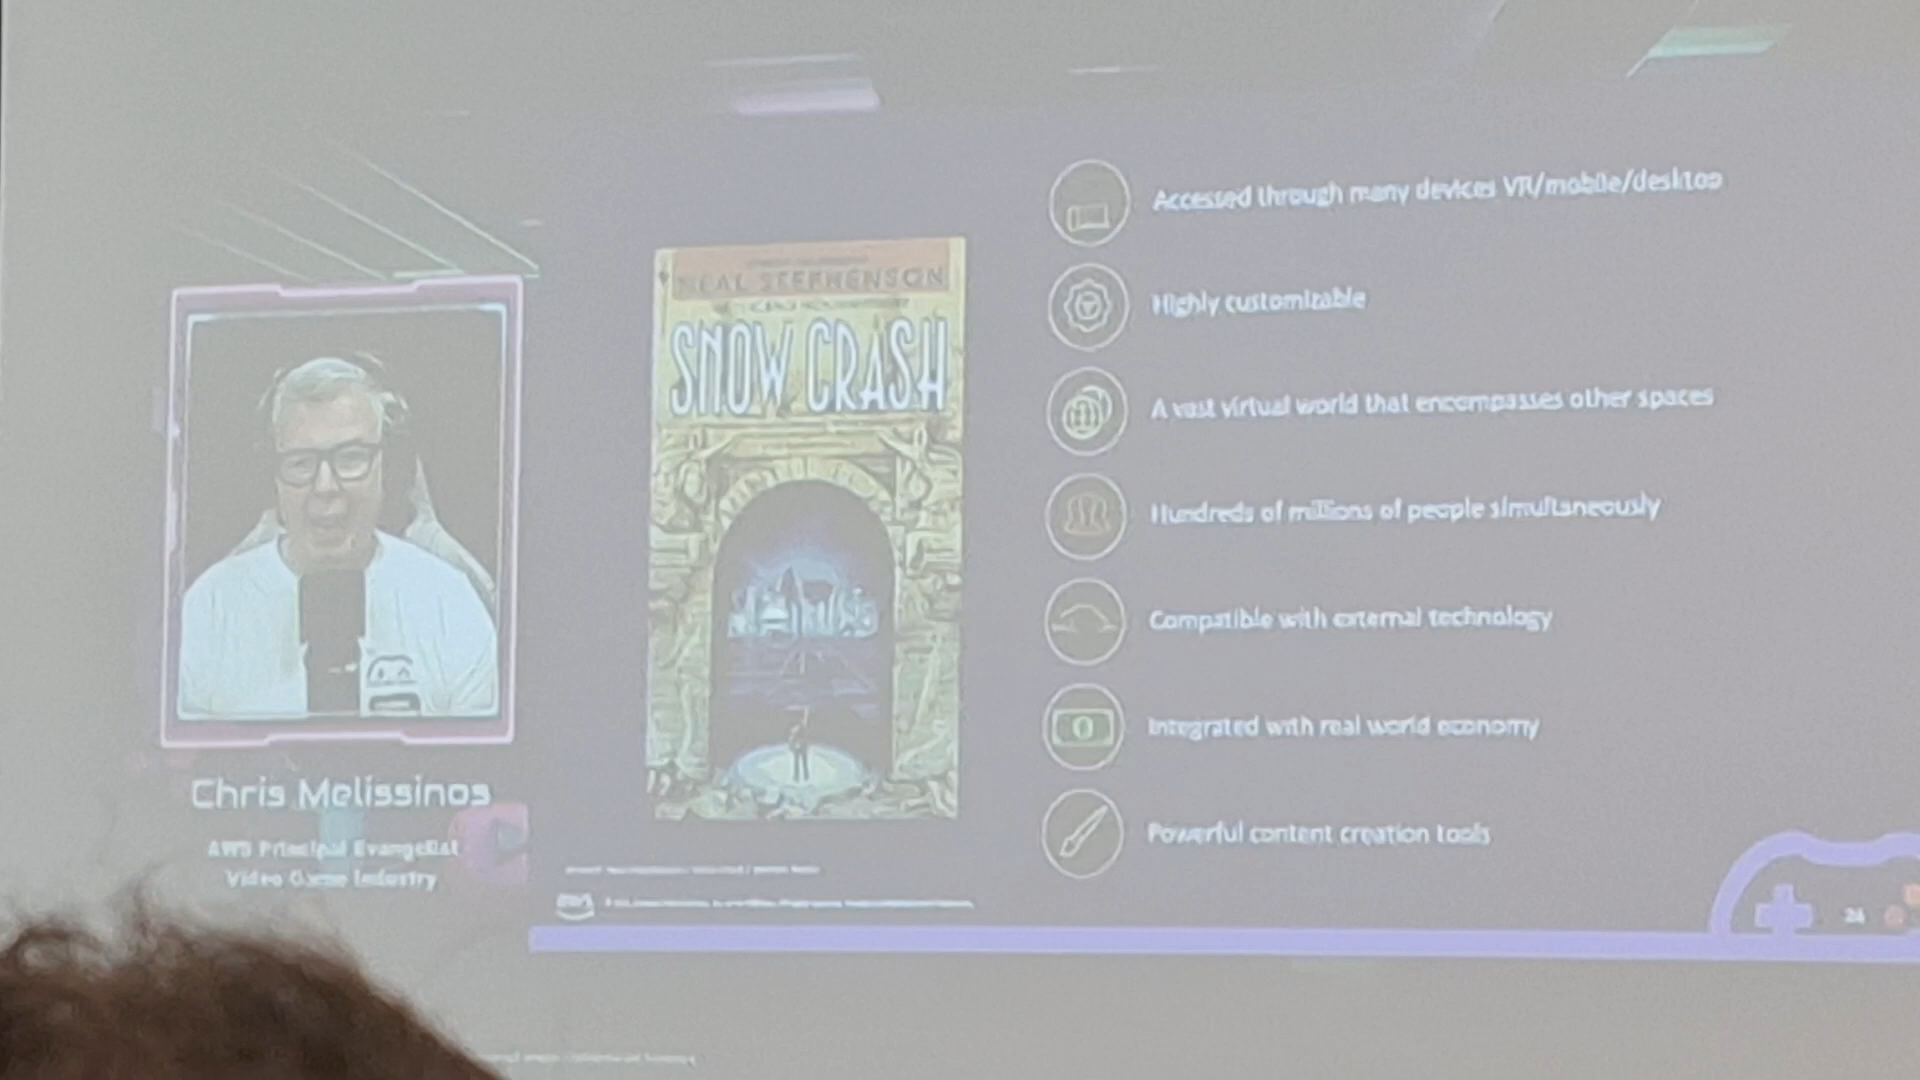 Chris Melissinos
AWS Principal Evangelist
Video Game Industry
NEAL STEPHENSON
SNOW CRASH
aws
Accessed through many devices VR/mobile/desktop
Highly customizable
A vast virtual world that encompasses other spaces
Hundreds of millions of people simultaneously
Compatible with external technology
Integrated with real world economy
Powerful content creation tools